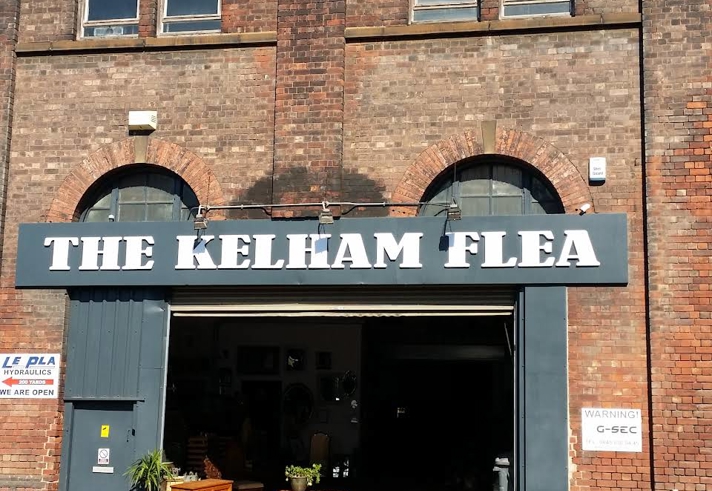 THE KELHAM FLEA
LE PLA
HYDRAULICS
200 YARDS
WE ARE OPEN
WARNING!
G-SEC